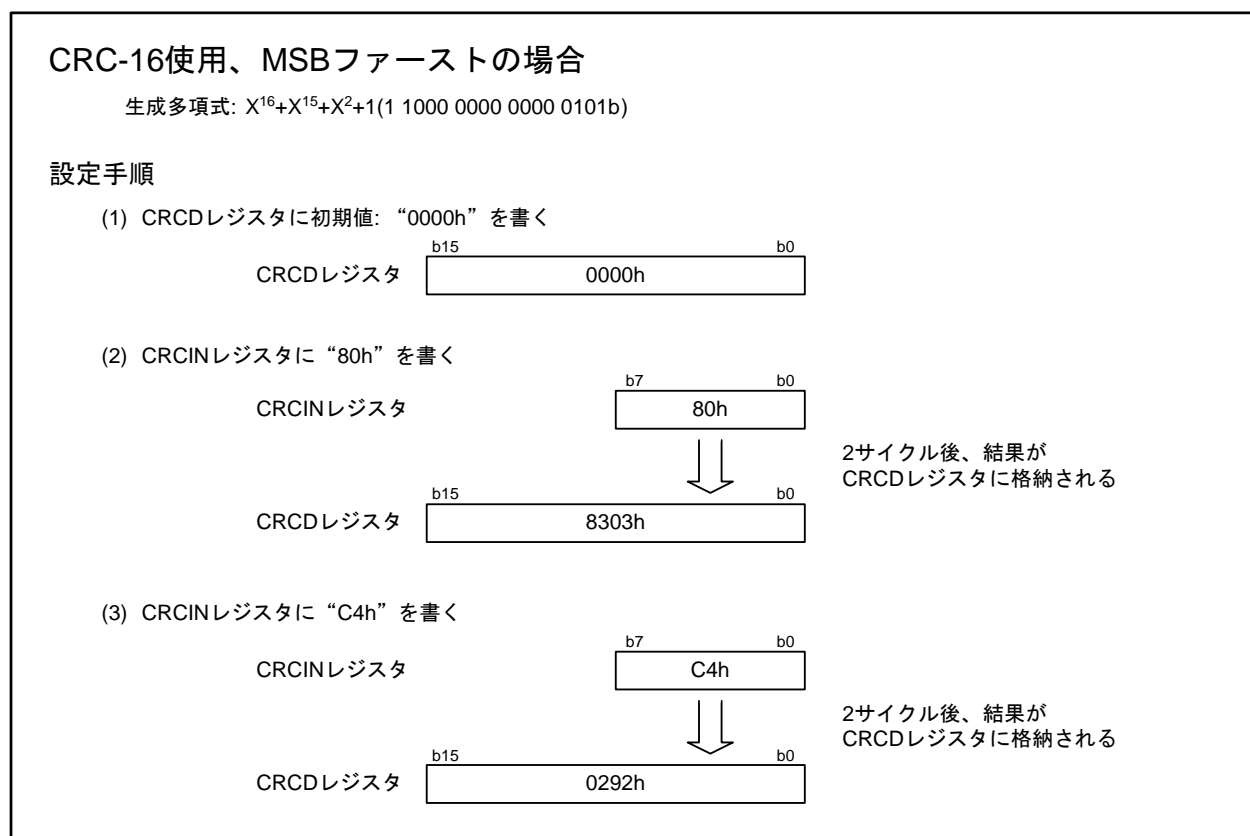 CRC-16使用、MSBファーストの場合
生成多項式: X¹⁶+X¹⁵+X²+1(1 1000 0000 0000 0101b)
設定手順
(1) CRCDレジスタに初期値: “0000h”を書く
b15 b0
CRCDレジスタ 0000h
(2) CRCINレジスタに“80h”を書く
b7 b0
CRCINレジスタ 80h
2サイクル後、結果が
CRCDレジスタに格納される
b15 b0
CRCDレジスタ 8303h
(3) CRCINレジスタに“C4h”を書く
b7 b0
CRCINレジスタ C4h
2サイクル後、結果が
CRCDレジスタに格納される
b15 b0
CRCDレジスタ 0292h